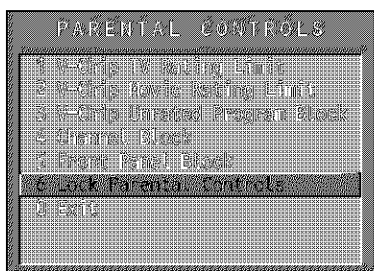 PARENTAL CONTROLS
1 V-Chip TV Rating Limit
2 V-Chip Movie Rating Limit
3 V-Chip Unrated Program Block
4 Channel Block
5 Front Panel Block
6 Lock Parental Controls
0 Exit